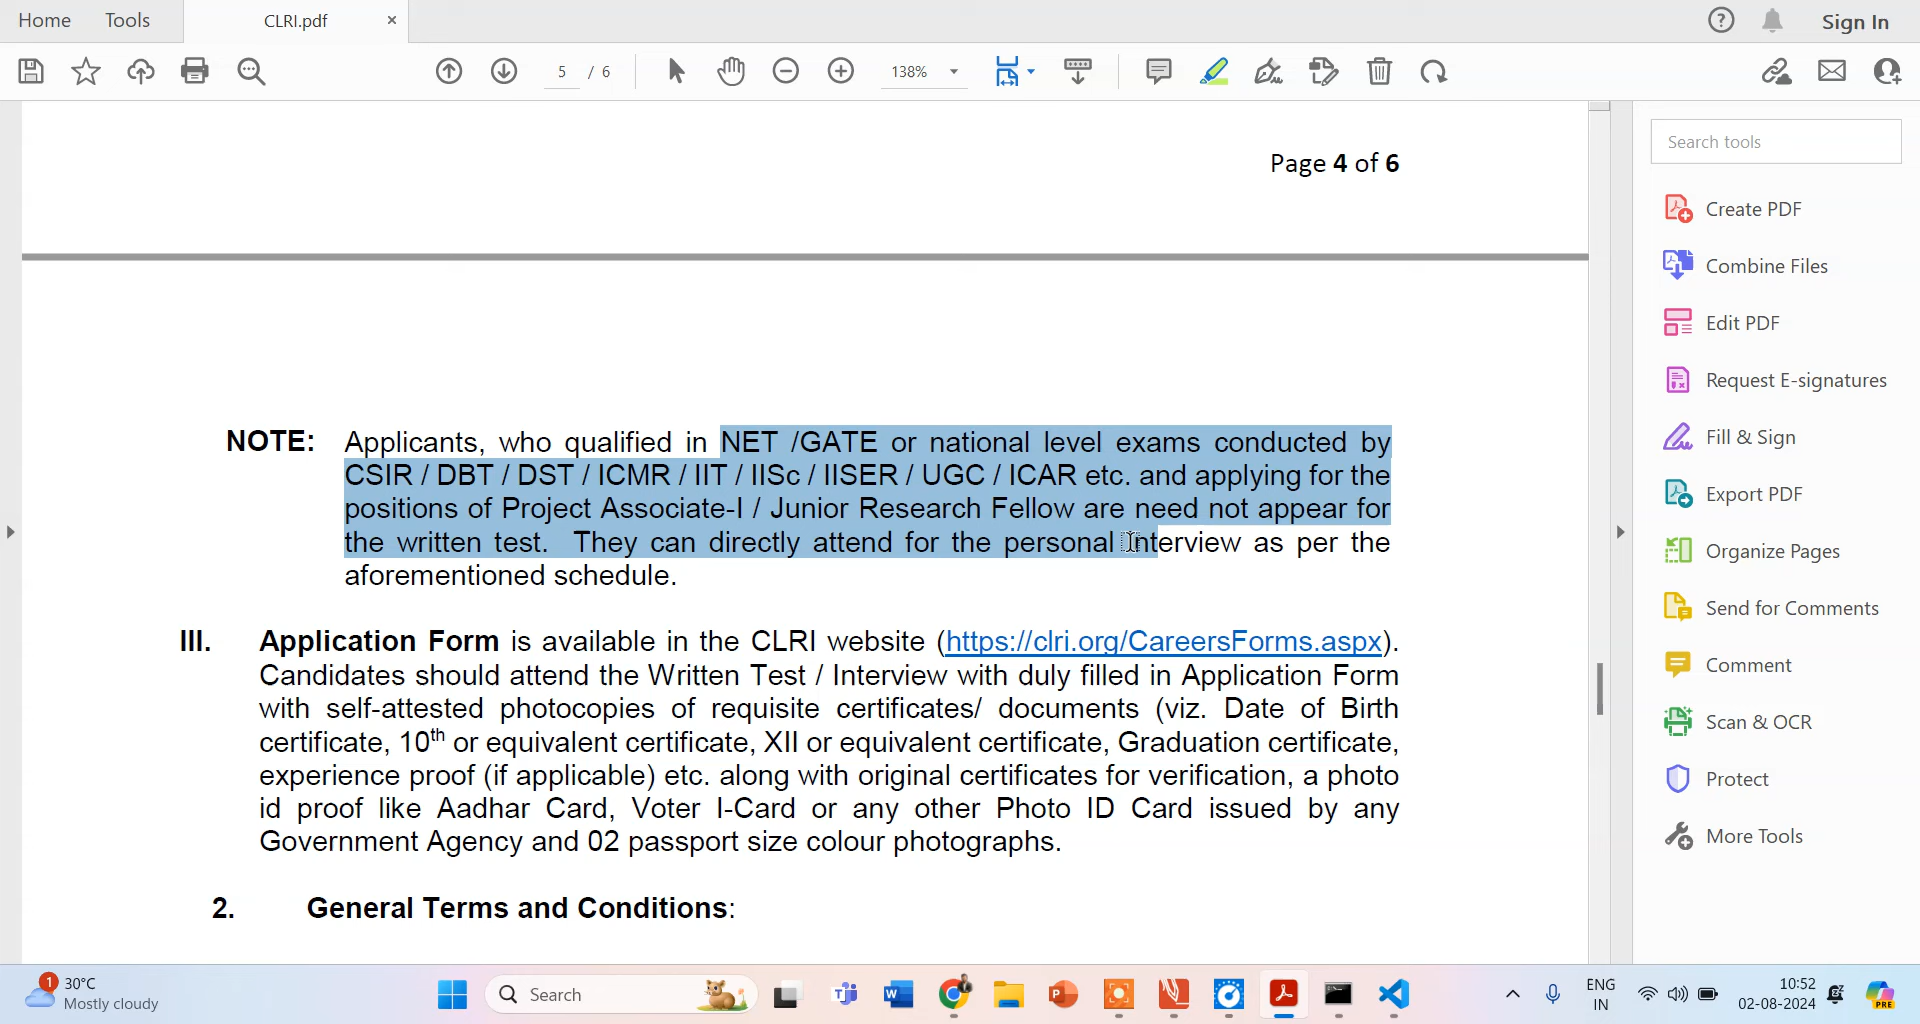 Home Tools CLRI.pdf × ? Sign In
5 / 6 138%
Page 4 of 6
Search tools
Create PDF
Combine Files
Edit PDF
Request E-signatures
Fill & Sign
Export PDF
Organize Pages
Send for Comments
Comment
Scan & OCR
Protect
More Tools
NOTE: Applicants, who qualified in NET /GATE or national level exams conducted by
CSIR / DBT / DST / ICMR / IIT / IISc / IISER / UGC / ICAR etc. and applying for the
positions of Project Associate-I / Junior Research Fellow are need not appear for
the written test. They can directly attend for the personal interview as per the
aforementioned schedule.
III. Application Form is available in the CLRI website (https://clri.org/CareersForms.aspx).
Candidates should attend the Written Test / Interview with duly filled in Application Form
with self-attested photocopies of requisite certificates/ documents (viz. Date of Birth
certificate, 10th or equivalent certificate, XII or equivalent certificate, Graduation certificate,
experience proof (if applicable) etc. along with original certificates for verification, a photo
id proof like Aadhar Card, Voter I-Card or any other Photo ID Card issued by any
Government Agency and 02 passport size colour photographs.
2. General Terms and Conditions:
1 30°C
Mostly cloudy
Search
ENG
IN
10:52
02-08-2024
PRE